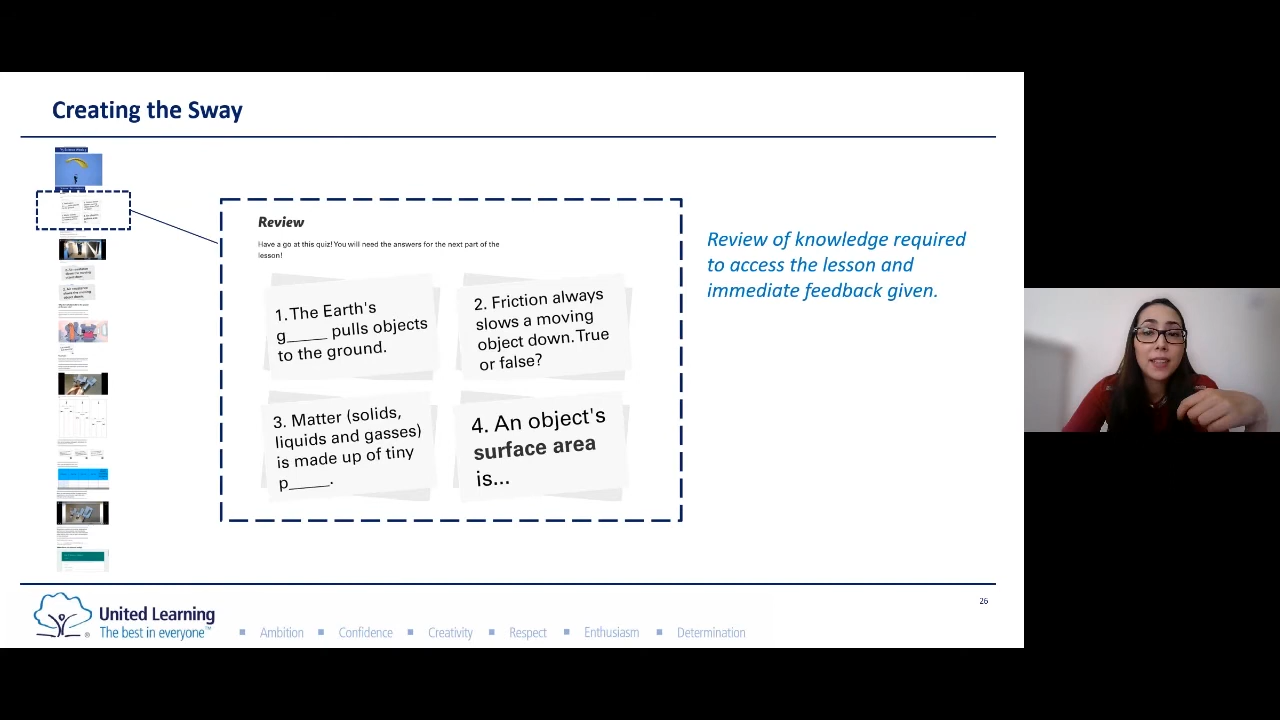 Creating the Sway
Review
Have a go at this quiz! You will need the answers for the next part of the
lesson!
1. The Earth's
g_____ pulls objects
to the ground.
2. Friction always
slows a moving
object down. True
or false?
3. Matter (solids,
liquids and gasses)
is made up of tiny
p_____.
4. An object's
surface area
is...
Review of knowledge required
to access the lesson and
immediate feedback given.
26
United Learning
The best in everyone™
Ambition
Confidence
Creativity
Respect
Enthusiasm
Determination